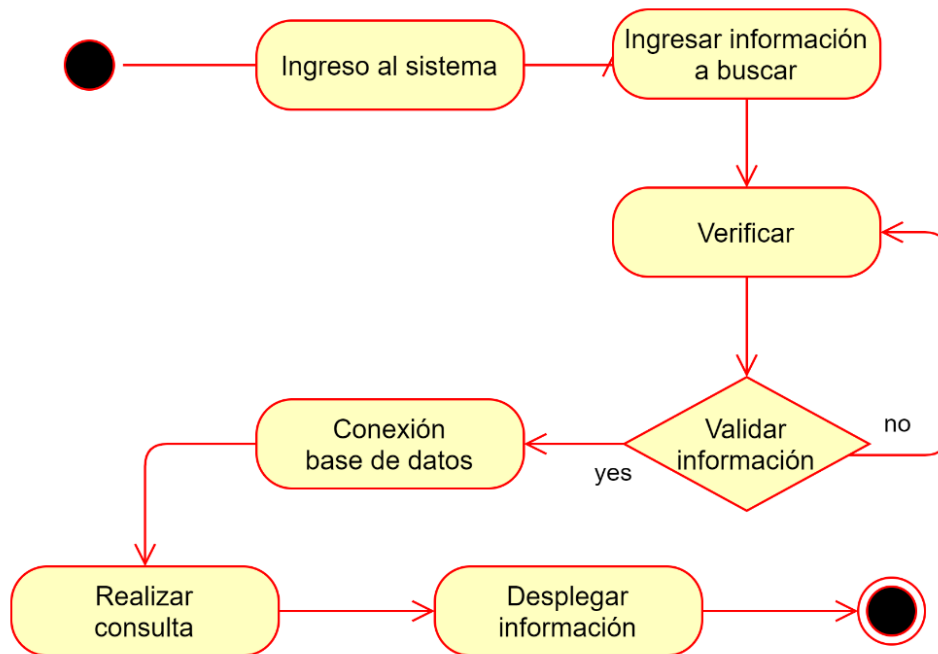 Ingreso al sistema
Ingresar información
a buscar
Verificar
Validar
información
no
yes
Conexión
base de datos
Realizar
consulta
Desplegar
información